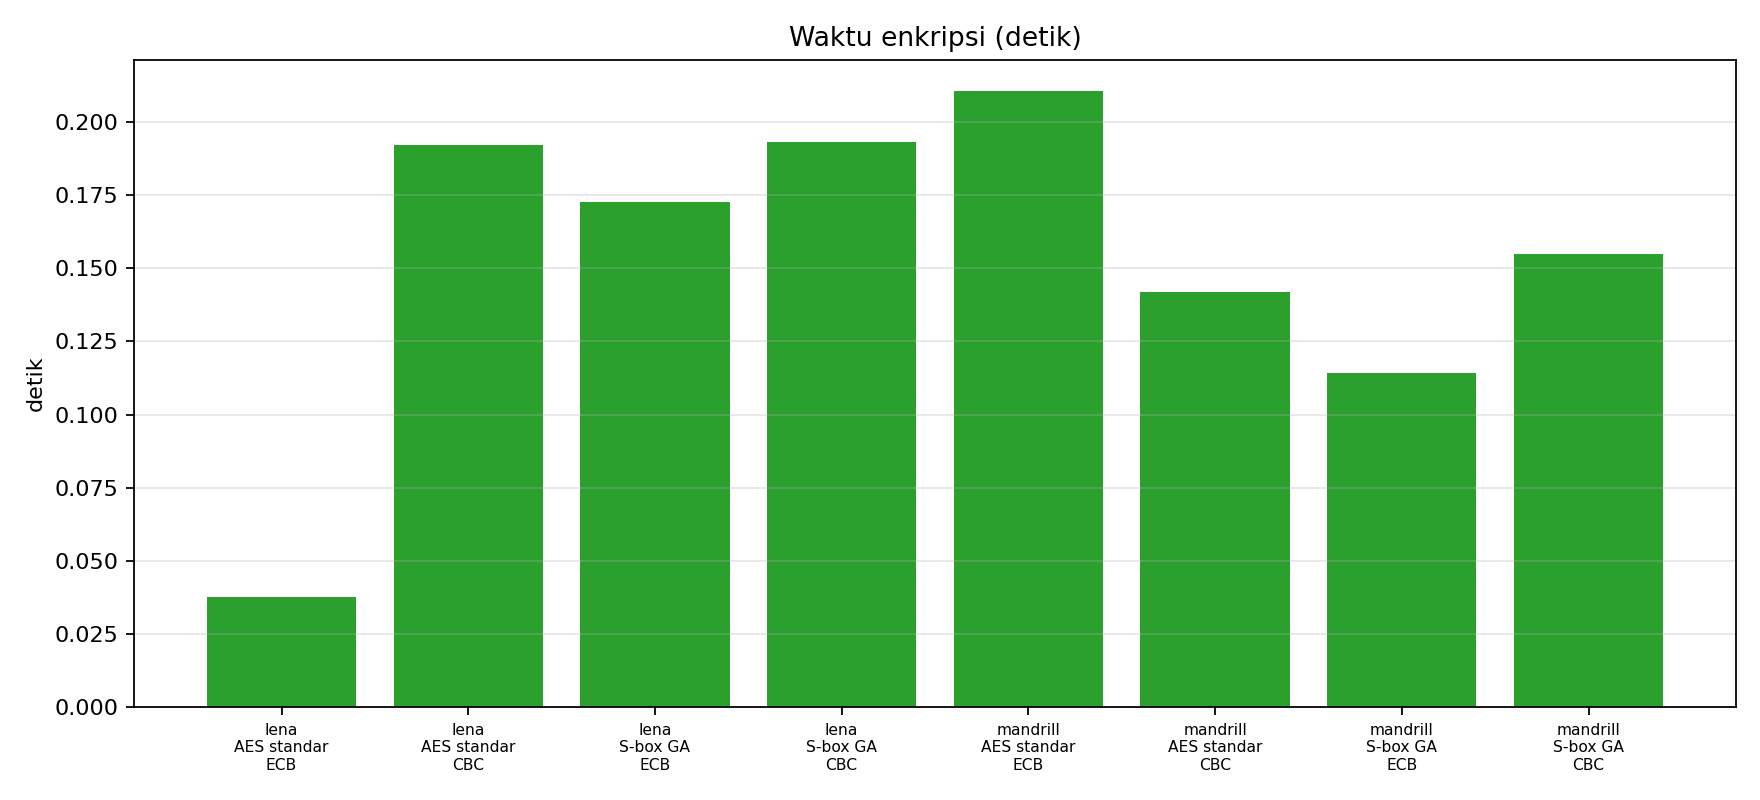 Waktu enkripsi (detik)
detik
0.200
0.175
0.150
0.125
0.100
0.075
0.050
0.025
0.000
lena
AES standar
ECB
lena
AES standar
CBC
lena
S-box GA
ECB
lena
S-box GA
CBC
mandrill
AES standar
ECB
mandrill
AES standar
CBC
mandrill
S-box GA
ECB
mandrill
S-box GA
CBC